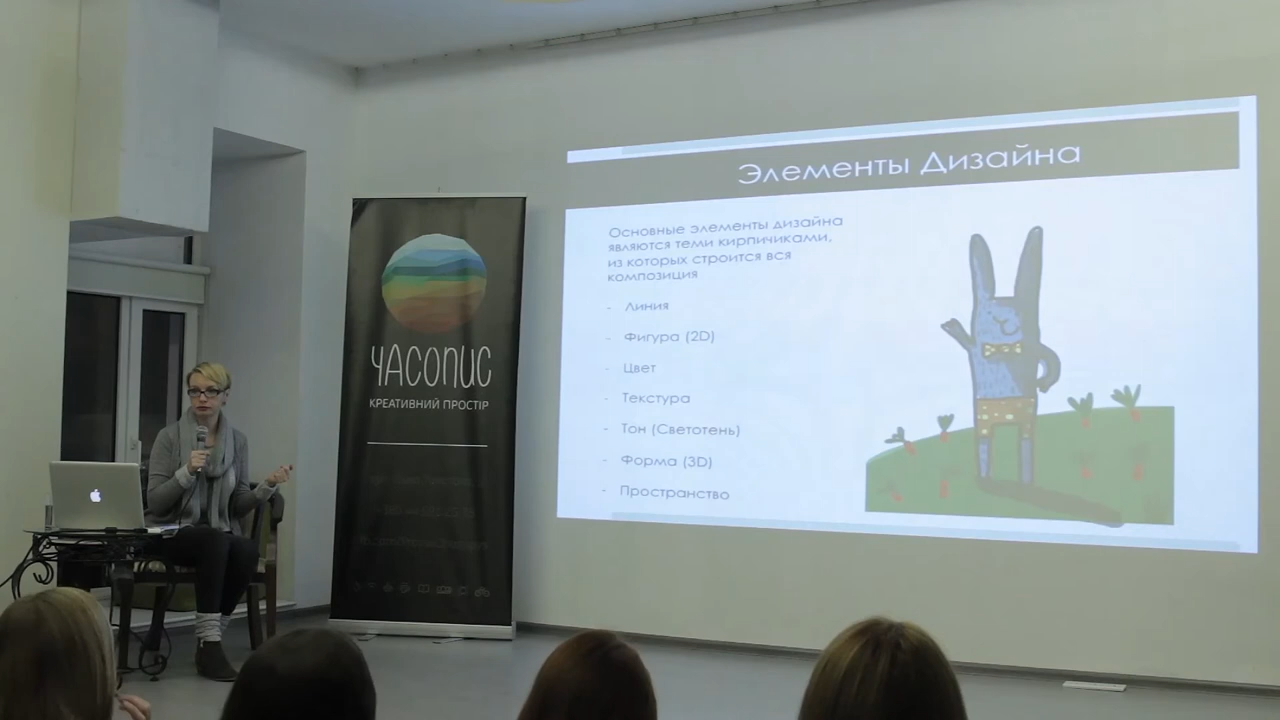 Элементы Дизайна
Основные элементы дизайна
являются теми кирпичиками,
из которых строится вся
композиция
- Линия
- Фигура (2D)
- Цвет
- Текстура
- Тон (Светотень)
- Форма (3D)
- Пространство
ЧАСОПИС
КРЕАТИВНИЙ ПРОСТІР